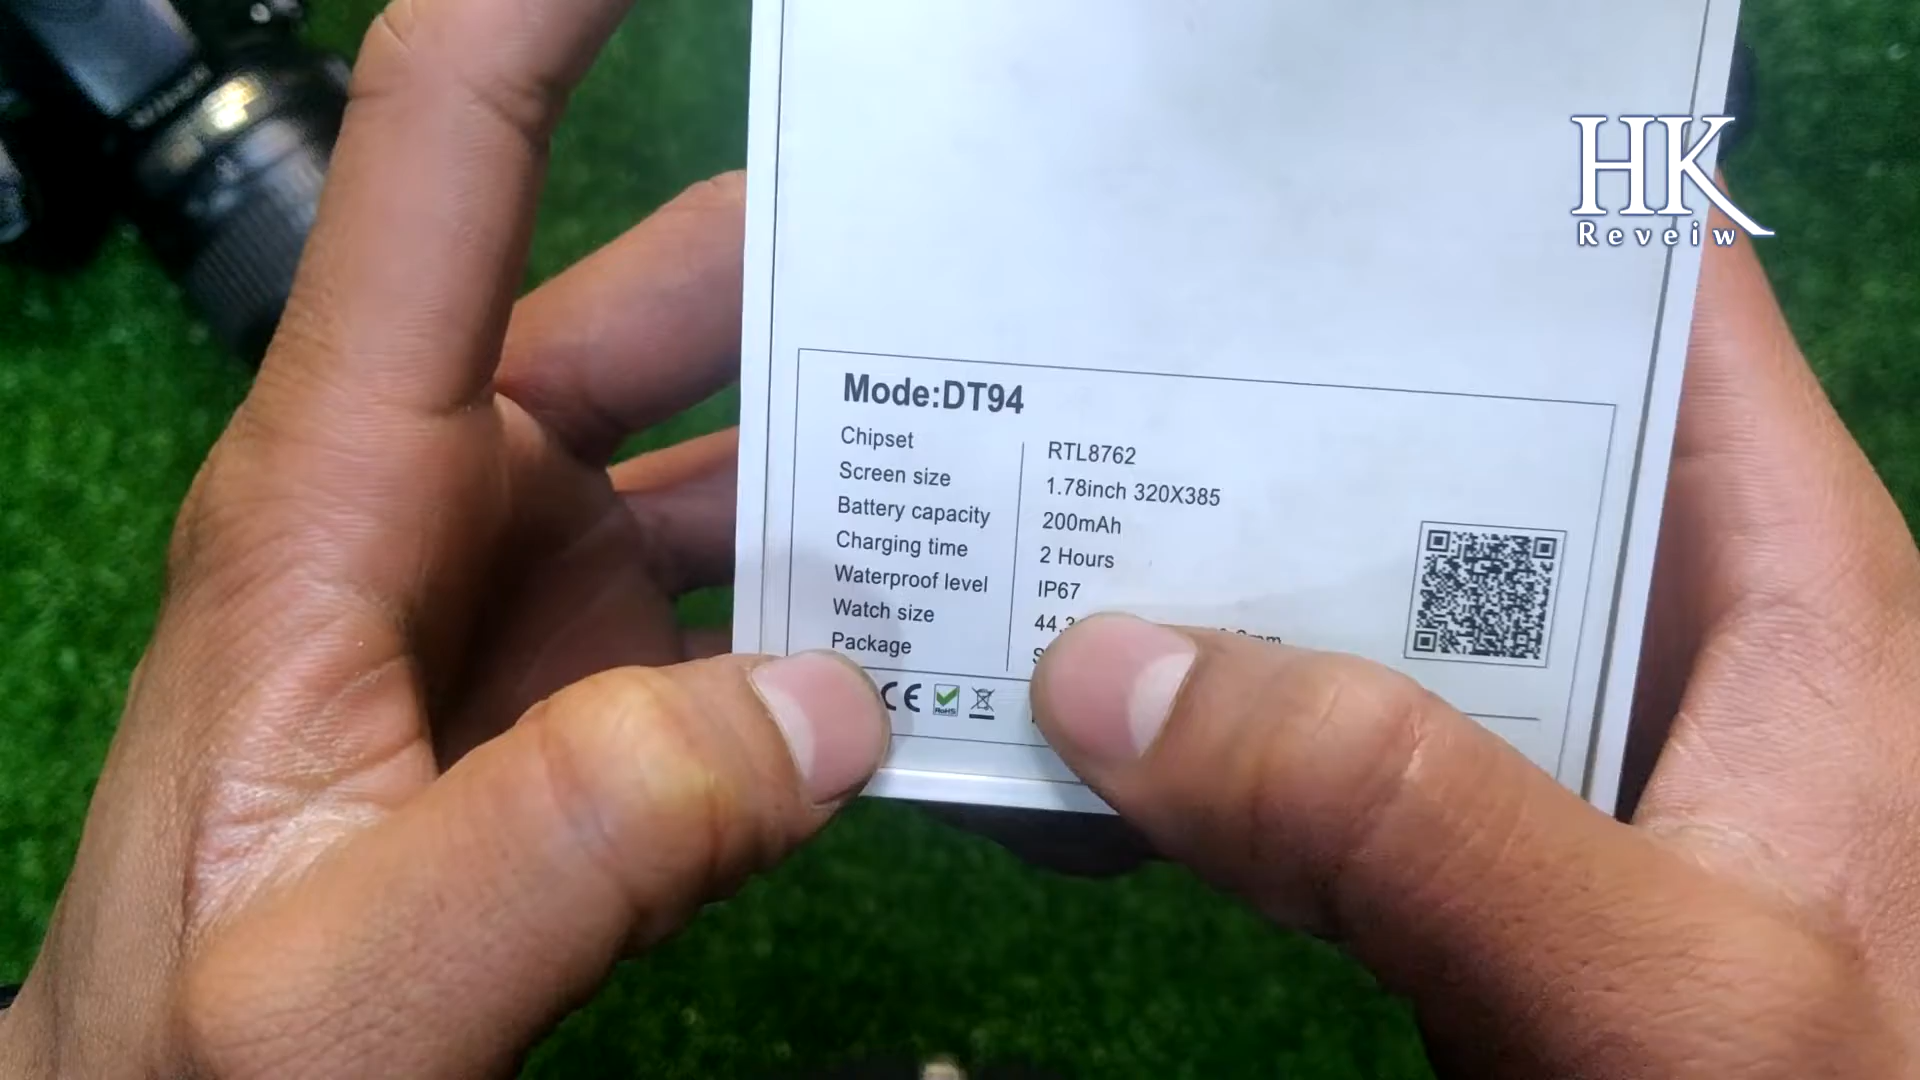 HK
Reveiw
Mode:DT94
Chipset RTL8762
Screen size 1.78inch 320X385
Battery capacity 200mAh
Charging time 2 Hours
Waterproof level IP67
Watch size
Package
CE RoHS